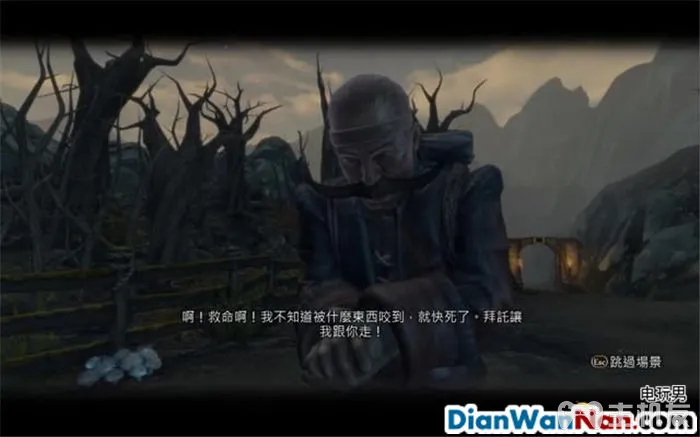 啊！救命啊！我不知道被什麼東西咬到，就快死了。拜託讓
我跟你走！
Esc 跳過場景
电玩男
DianWanNan.com